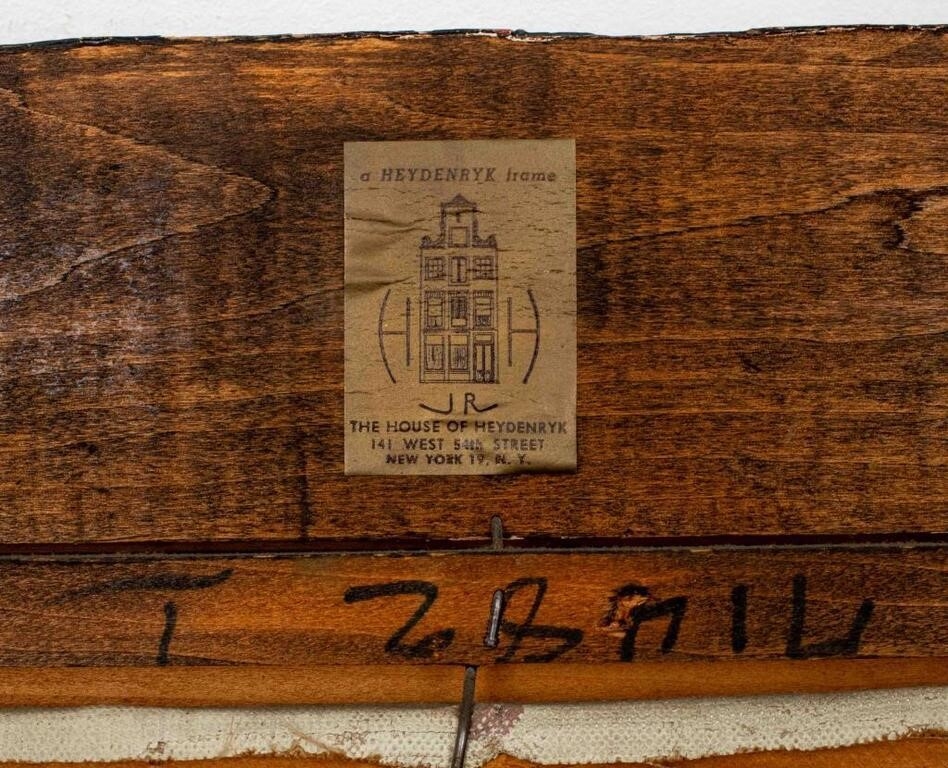 a HEYDENRYK frame
JR
THE HOUSE OF HEYDENRYK
141 WEST 54th STREET
NEW YORK 19, N. Y.